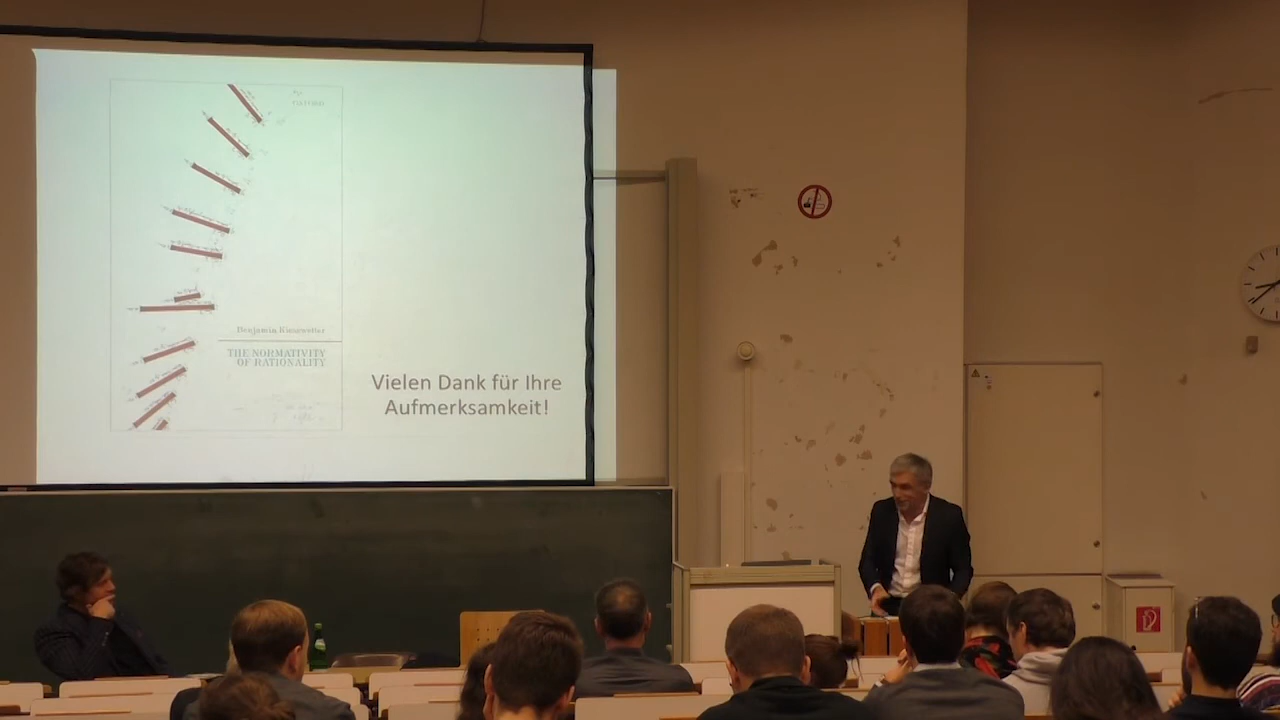 Benjamin Kiesewetter
THE NORMATIVITY
OF RATIONALITY
Vielen Dank für Ihre
Aufmerksamkeit!